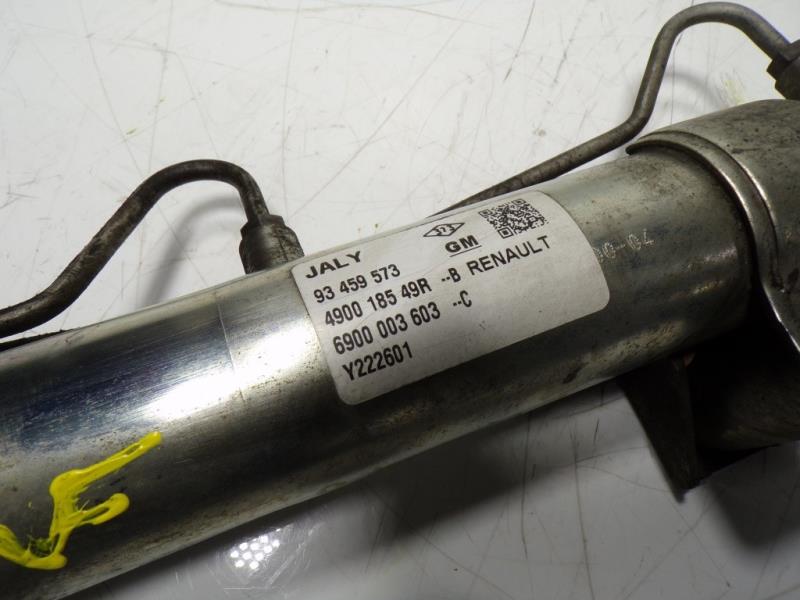 JALY
GM
93 459 573
4900 185 49R --B RENAULT
6900 003 603 --C
Y222601